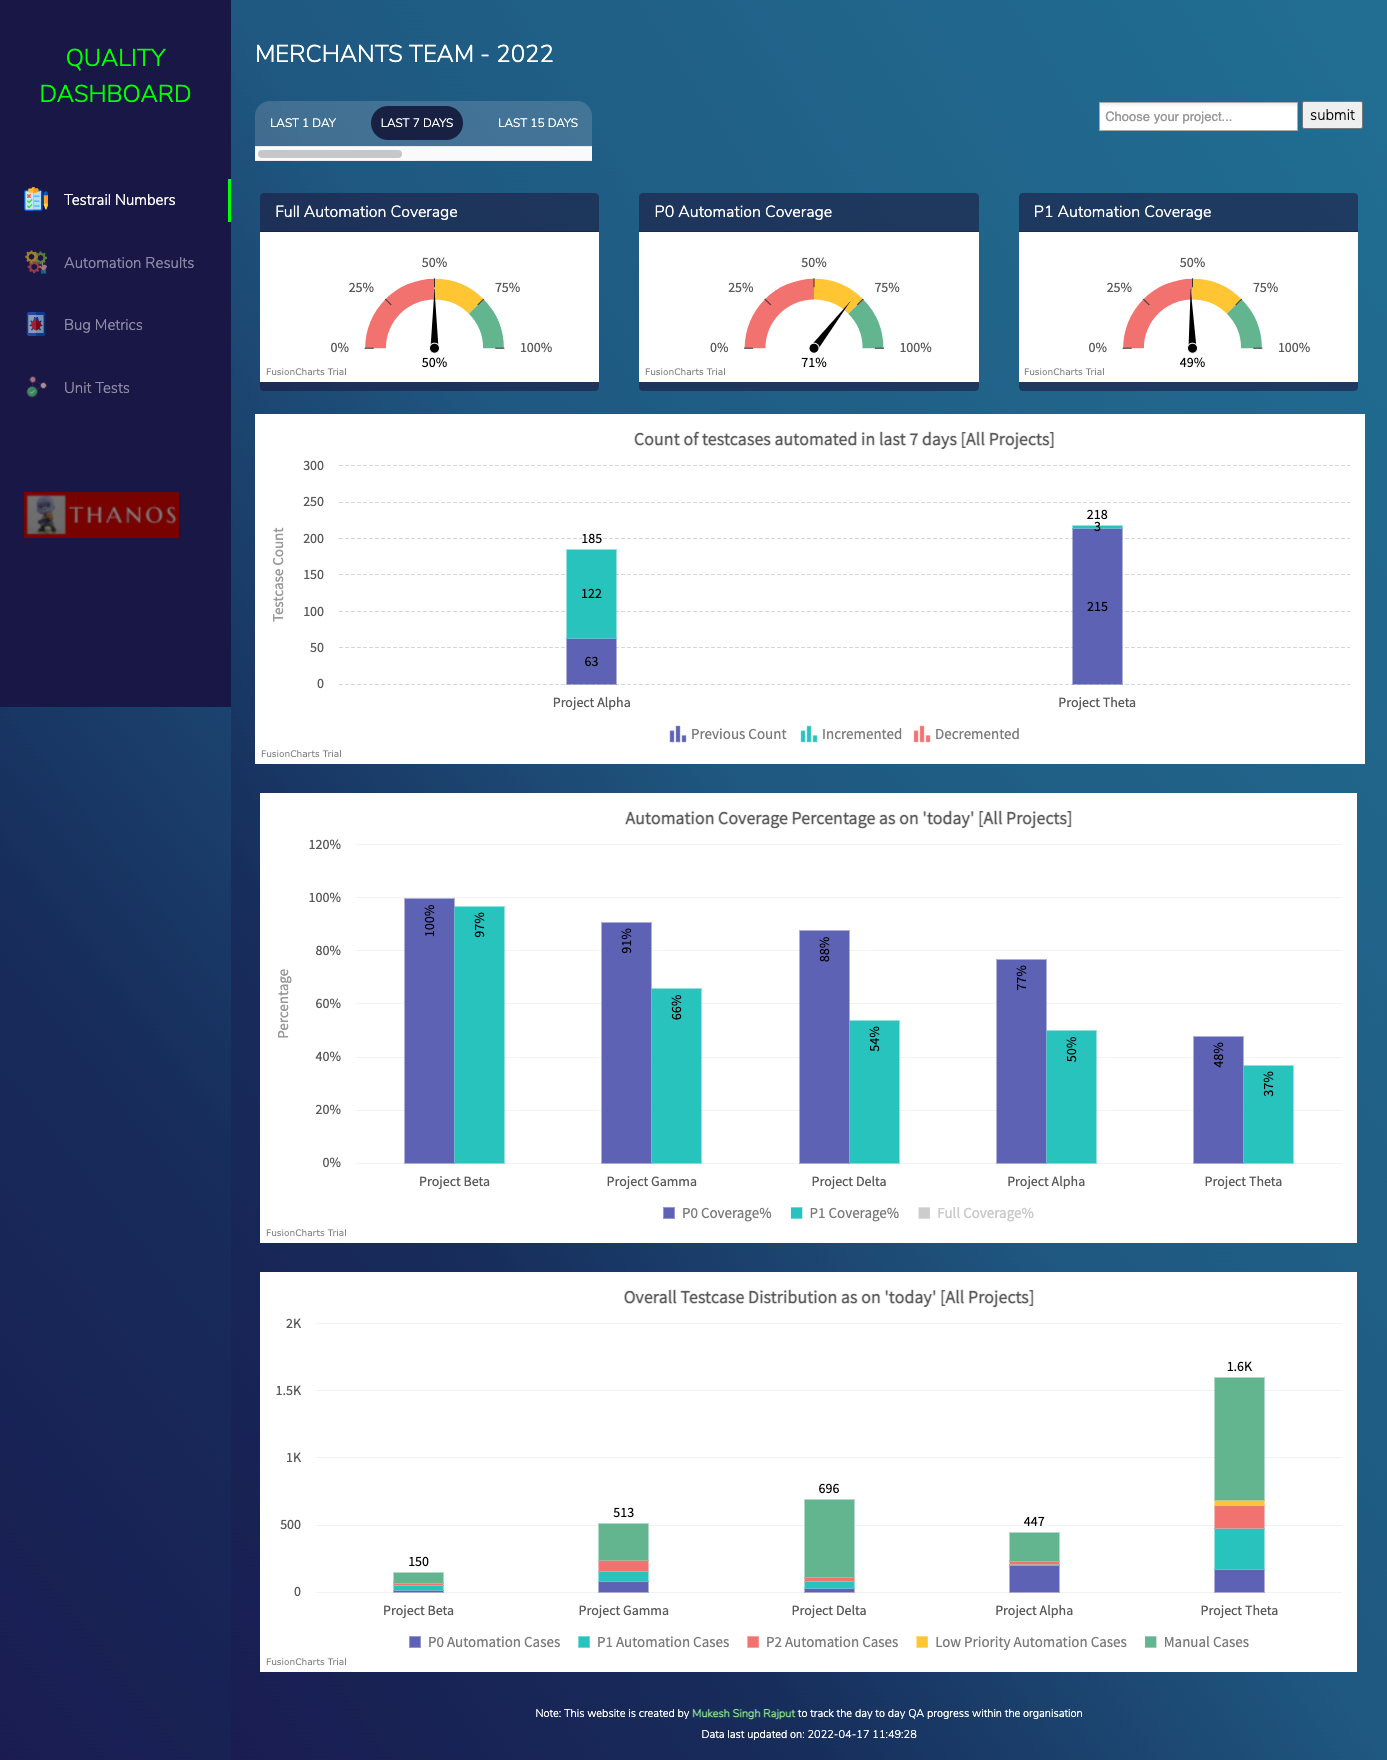 QUALITY
DASHBOARD
Testrail Numbers
Automation Results
Bug Metrics
Unit Tests
THANOS
MERCHANTS TEAM - 2022
LAST 1 DAY LAST 7 DAYS LAST 15 DAYS
Choose your project... submit
Full Automation Coverage
0% 25% 50% 75% 100%
50%
FusionCharts Trial
P0 Automation Coverage
0% 25% 50% 75% 100%
71%
FusionCharts Trial
P1 Automation Coverage
0% 25% 50% 75% 100%
49%
FusionCharts Trial
Count of testcases automated in last 7 days [All Projects]
Testcase Count
300
250
200
150
100
50
0
185
122
63
218
3
215
Project Alpha Project Theta
Previous Count Incremented Decremented
FusionCharts Trial
Automation Coverage Percentage as on 'today' [All Projects]
Percentage
120%
100%
80%
60%
40%
20%
0%
100% 97% 91% 66% 88% 54% 77% 50% 48% 37%
Project Beta Project Gamma Project Delta Project Alpha Project Theta
P0 Coverage% P1 Coverage% Full Coverage%
FusionCharts Trial
Overall Testcase Distribution as on 'today' [All Projects]
2K
1.5K
1K
500
0
150 513 696 447 1.6K
Project Beta Project Gamma Project Delta Project Alpha Project Theta
P0 Automation Cases P1 Automation Cases P2 Automation Cases Low Priority Automation Cases Manual Cases
FusionCharts Trial
Note: This website is created by Mukesh Singh Rajput to track the day to day QA progress within the organisation
Data last updated on: 2022-04-17 11:49:28